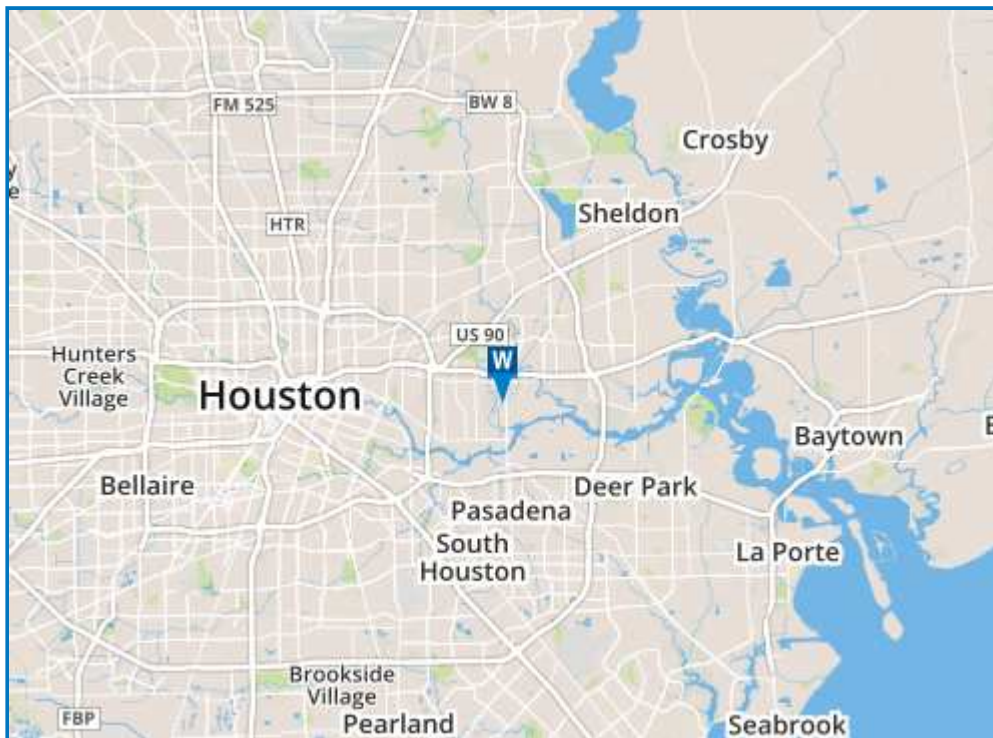 FM 525
BW 8
Crosby
Sheldon
HTR
US 90
W
Hunters
Creek
Village
Houston
Baytown
Bellaire
Deer Park
Pasadena
South
Houston
La Porte
Brookside
Village
FBP
Pearland
Seabrook